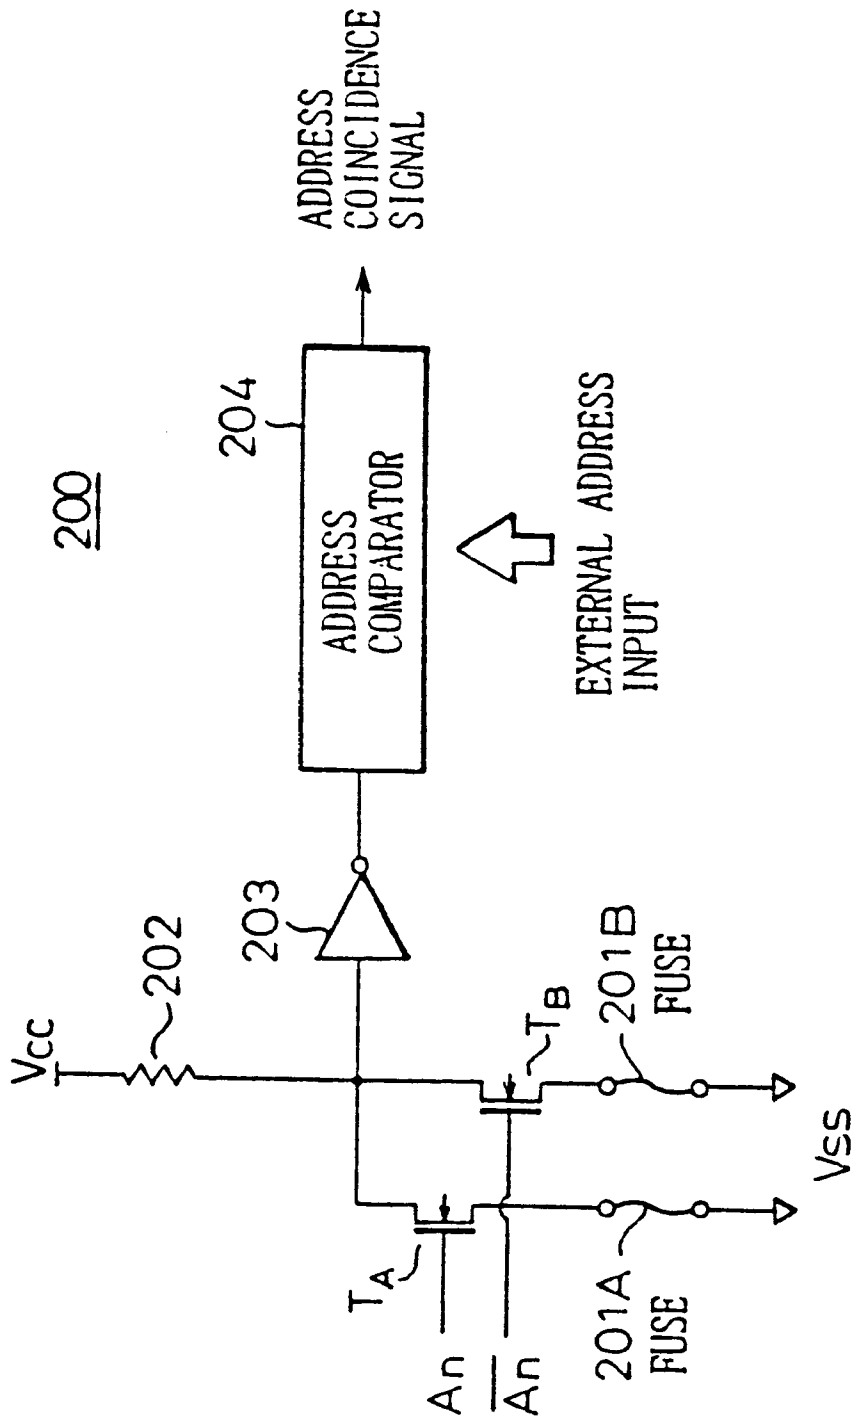 200
Vcc
202
203
204
ADDRESS
COMPARATOR
ADDRESS
COINCIDENCE
SIGNAL
EXTERNAL ADDRESS
INPUT
TA
TB
An
A̅n̅
201A
FUSE
201B
FUSE
Vss